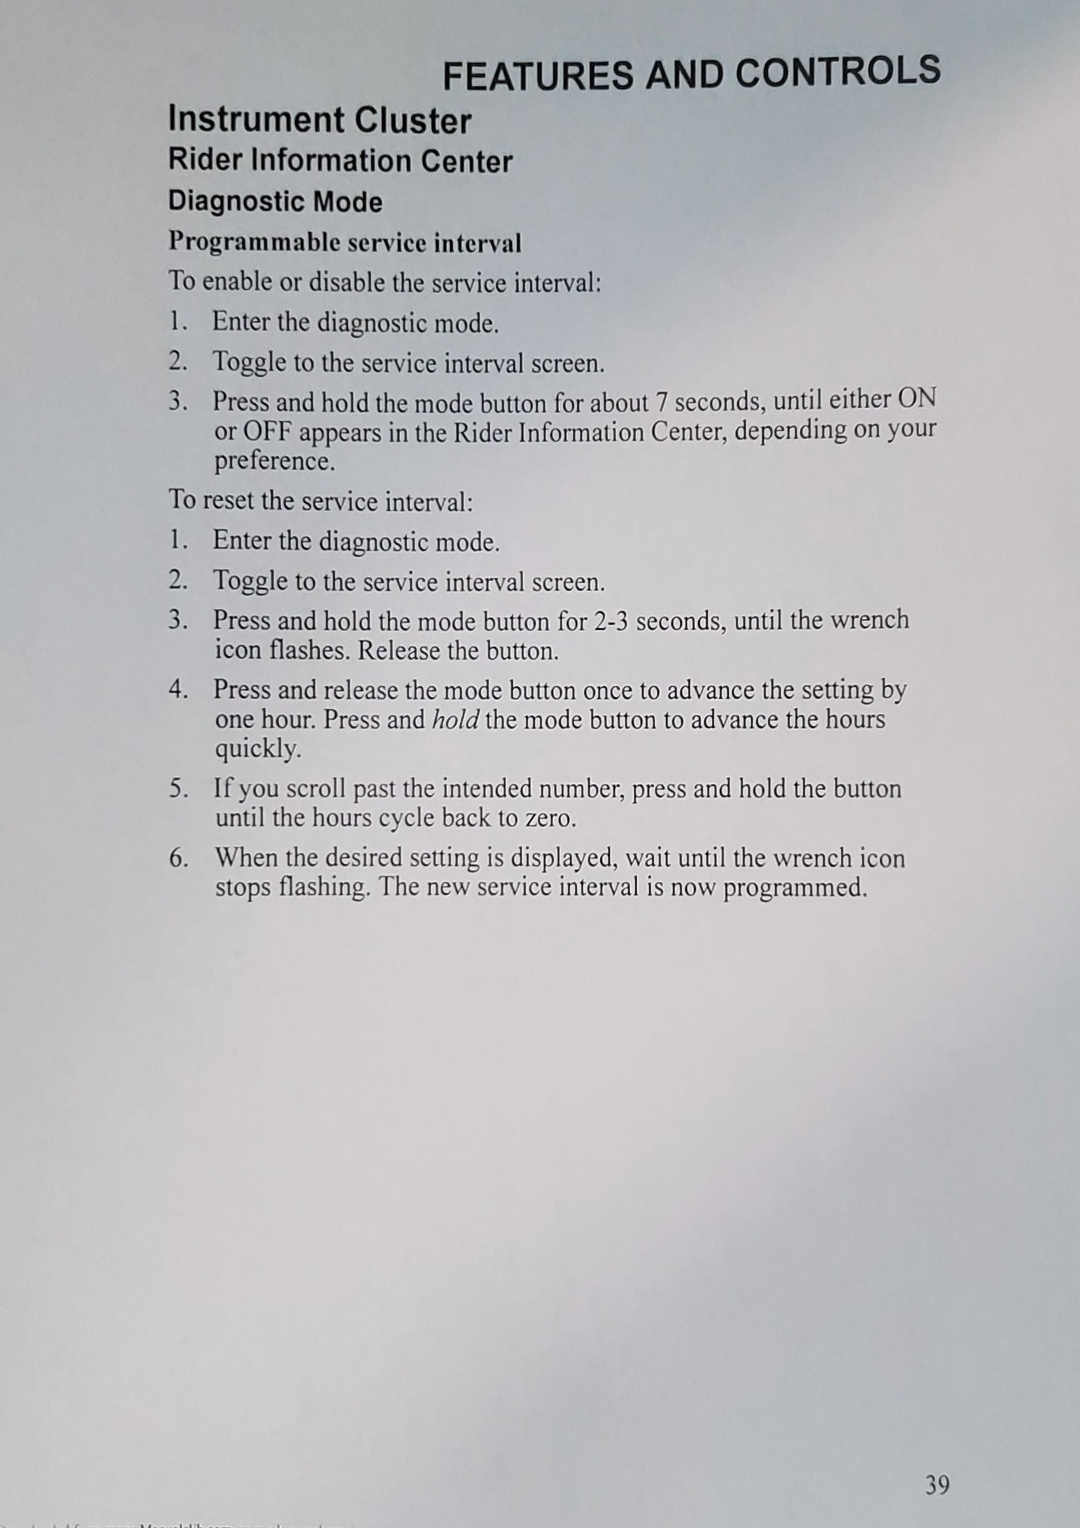 FEATURES AND CONTROLS
Instrument Cluster
Rider Information Center
Diagnostic Mode
Programmable service interval
To enable or disable the service interval:
1. Enter the diagnostic mode.
2. Toggle to the service interval screen.
3. Press and hold the mode button for about 7 seconds, until either ON
or OFF appears in the Rider Information Center, depending on your
preference.
To reset the service interval:
1. Enter the diagnostic mode.
2. Toggle to the service interval screen.
3. Press and hold the mode button for 2-3 seconds, until the wrench
icon flashes. Release the button.
4. Press and release the mode button once to advance the setting by
one hour. Press and hold the mode button to advance the hours
quickly.
5. If you scroll past the intended number, press and hold the button
until the hours cycle back to zero.
6. When the desired setting is displayed, wait until the wrench icon
stops flashing. The new service interval is now programmed.
39